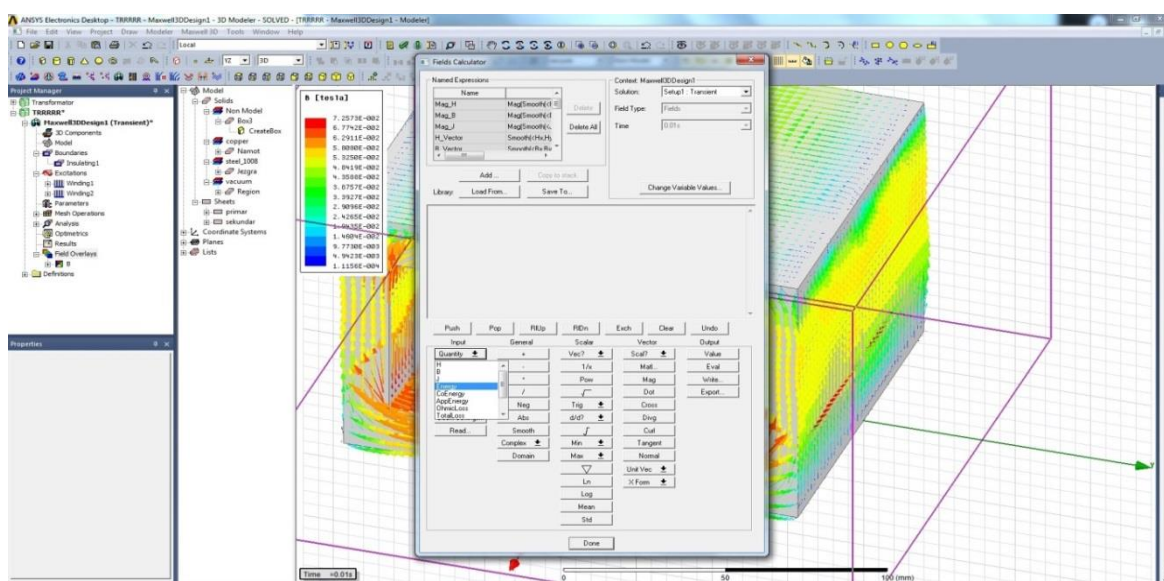 ANSYS Electronics Desktop - TRRRRR - Maxwell3DDesign1 - 3D Modeler - SOLVED - [TRRRRR - Maxwell3DDesign1 - Modeler]
File Edit View Project Draw Modeler Maxwell 3D Tools Window Help
Local
YZ
3D
Project Manager
Transformator
TRRRRR*
Maxwell3DDesign1 (Transient)*
3D Components
Model
Boundaries
Insulating1
Excitations
Winding1
Winding2
Parameters
Mesh Operations
Analysis
Optimetrics
Results
Field Overlays
B
Definitions
Properties
Model
Solids
Non Model
Box3
CreateBox
copper
Namot
steel_1008
Jezgra
vacuum
Region
Sheets
primar
sekundar
Coordinate Systems
Planes
Lists
B [tesla]
7.2573E-002
6.7742E-002
6.2911E-002
5.8080E-002
5.3250E-002
4.8419E-002
4.3588E-002
3.8757E-002
3.3927E-002
2.9096E-002
2.4265E-002
1.9435E-002
1.4604E-002
9.7730E-003
4.9423E-003
1.1156E-004
Fields Calculator
Named Expressions
Name
Mag_H
Mag_B
Mag_J
H_Vector
B_Vector
Delete
Delete All
Add ...
Copy to stack
Library:
Load From...
Save To...
Context: Maxwell3DDesign1
Solution:
Setup1 : Transient
Field Type:
Fields
Time
0.01s
Change Variable Values...
Push Pop RlUp RlDn Exch Clear Undo
Input General Scalar Vector Output
Quantity + Vec? Scal? Value
H
B
J
Energy
CoEnergy
AppEnergy
OhmicLoss
TotalLoss
Read...
-
*
/
Neg
Abs
Smooth
Complex
Domain
1/x
Pow
Trig
d/d?
∫
Min
Max
Ln
Log
Mean
Std
Matl...
Mag
Dot
Cross
Divg
Curl
Tangent
Normal
Unit Vec
X Form
Eval
Write...
Export...
Done
Time =0.01s
0 50 100 (mm)
Y